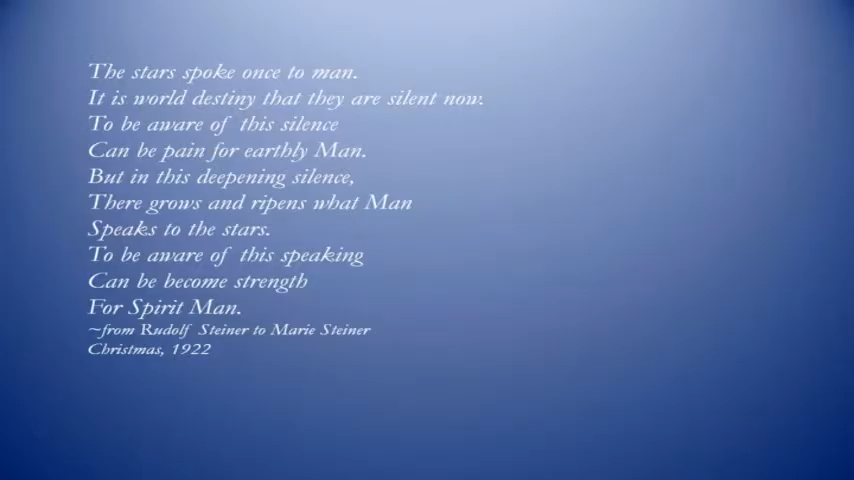 The stars spoke once to man.
It is world destiny that they are silent now.
To be aware of this silence
Can be pain for earthly Man.
But in this deepening silence,
There grows and ripens what Man
Speaks to the stars.
To be aware of this speaking
Can be become strength
For Spirit Man.
~from Rudolf Steiner to Marie Steiner
Christmas, 1922